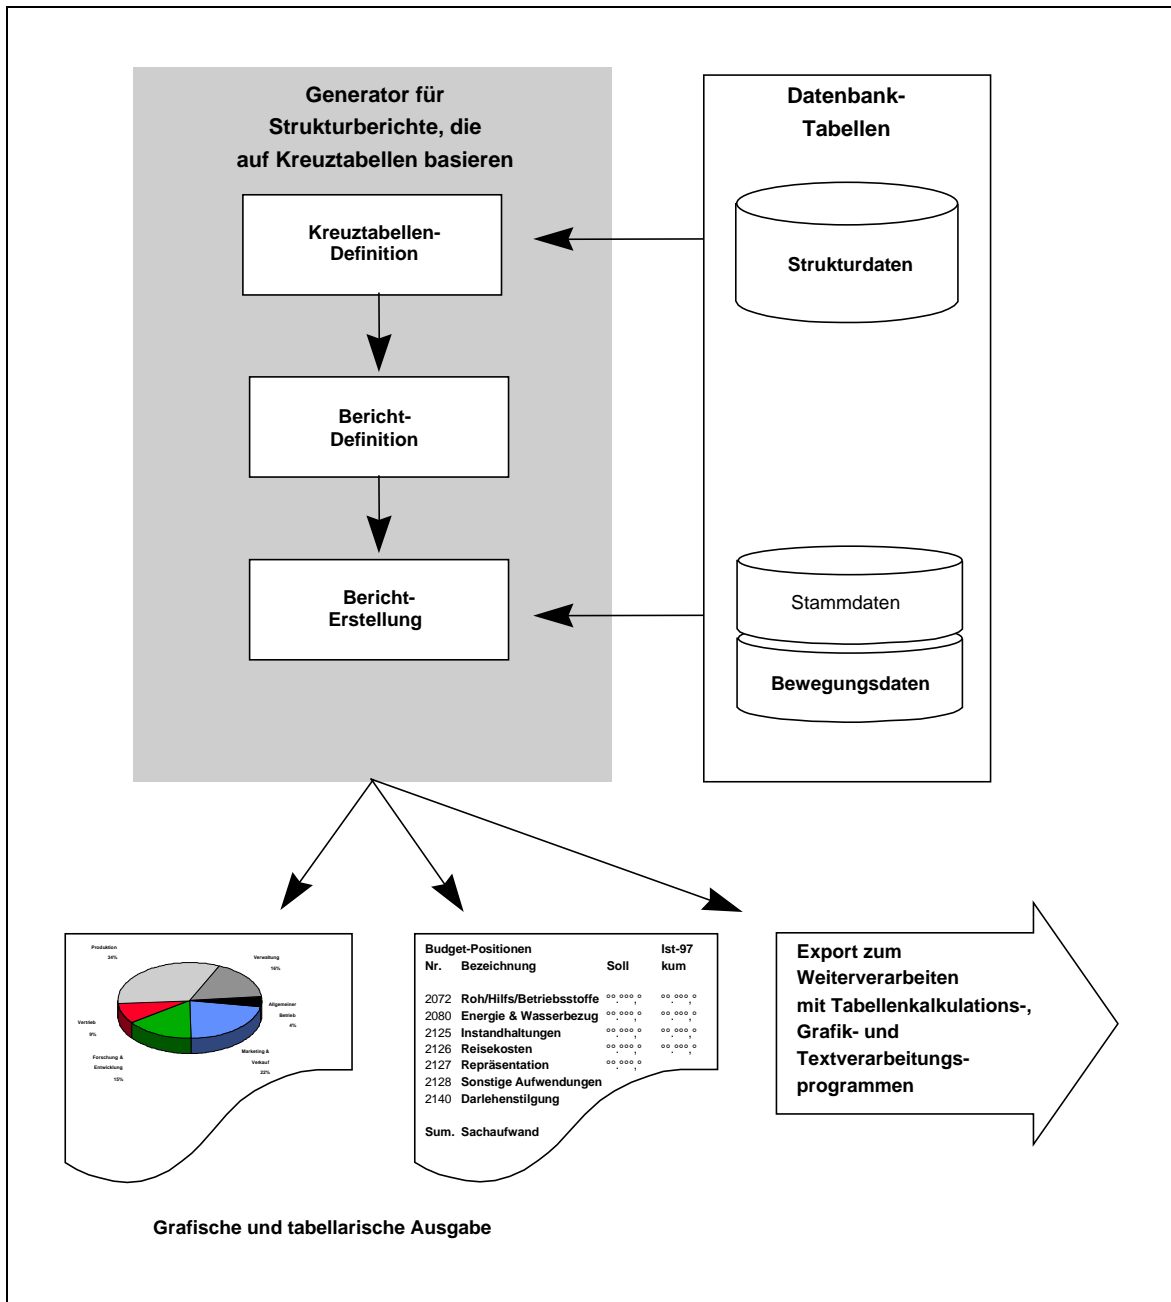 Generator für
Strukturberichte, die
auf Kreuztabellen basieren
Kreuztabellen-
Definition
Bericht-
Definition
Bericht-
Erstellung
Datenbank-
Tabellen
Strukturdaten
Stammdaten
Bewegungsdaten
Produktion
34%
Verwaltung
16%
Allgemeiner
Betrieb
4%
Vertrieb
9%
Marketing &
Verkauf
22%
Forschung &
Entwicklung
15%
Budget-Positionen Ist-97
Nr. Bezeichnung Soll kum
2072 Roh/Hilfs/Betriebsstoffe °°.°°°,° °°.°°°,°
2080 Energie & Wasserbezug °°.°°°,° °°.°°°,°
2125 Instandhaltungen °°.°°°,° °°.°°°,°
2126 Reisekosten °°.°°°,° °°.°°°,°
2127 Repräsentation °°.°°°,°
2128 Sonstige Aufwendungen
2140 Darlehenstilgung
Sum. Sachaufwand
Export zum
Weiterverarbeiten
mit Tabellenkalkulations-,
Grafik- und
Textverarbeitungs-
programmen
Grafische und tabellarische Ausgabe